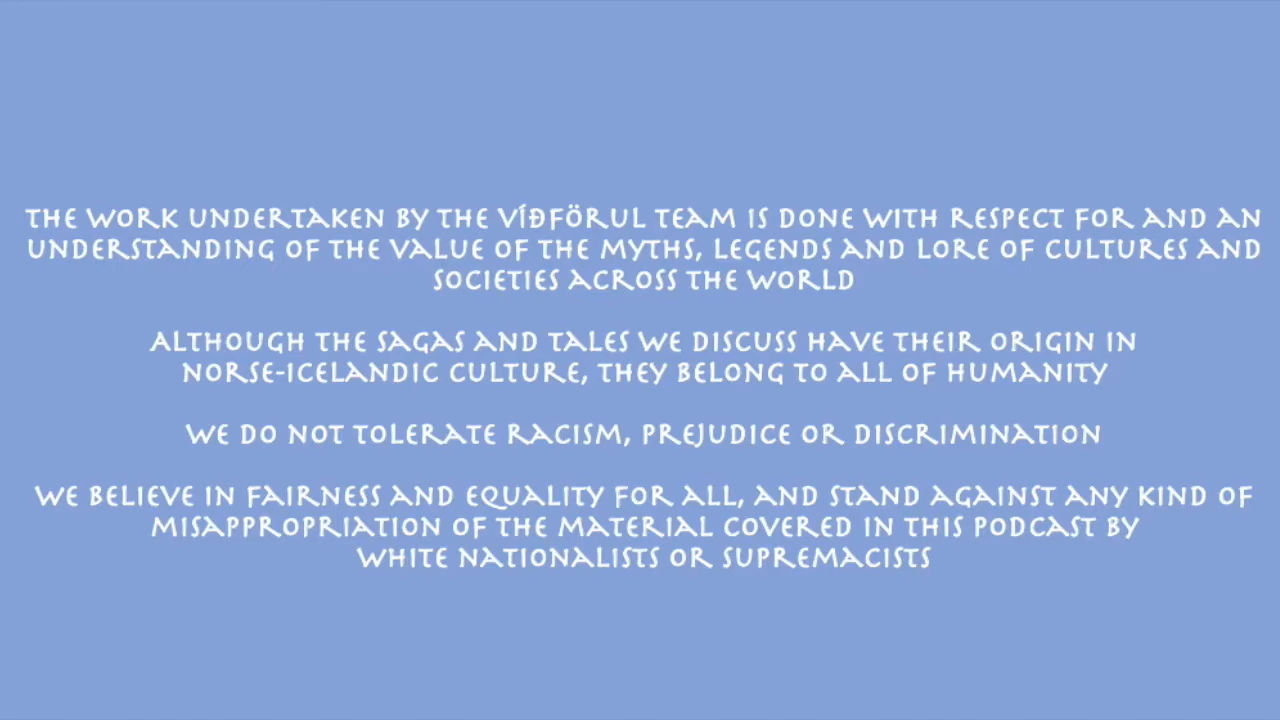 THE WORK UNDERTAKEN BY THE VÍÐFÖRUL TEAM IS DONE WITH RESPECT FOR AND AN
UNDERSTANDING OF THE VALUE OF THE MYTHS, LEGENDS AND LORE OF CULTURES AND
SOCIETIES ACROSS THE WORLD
ALTHOUGH THE SAGAS AND TALES WE DISCUSS HAVE THEIR ORIGIN IN
NORSE-ICELANDIC CULTURE, THEY BELONG TO ALL OF HUMANITY
WE DO NOT TOLERATE RACISM, PREJUDICE OR DISCRIMINATION
WE BELIEVE IN FAIRNESS AND EQUALITY FOR ALL, AND STAND AGAINST ANY KIND OF
MISAPPROPRIATION OF THE MATERIAL COVERED IN THIS PODCAST BY
WHITE NATIONALISTS OR SUPREMACISTS